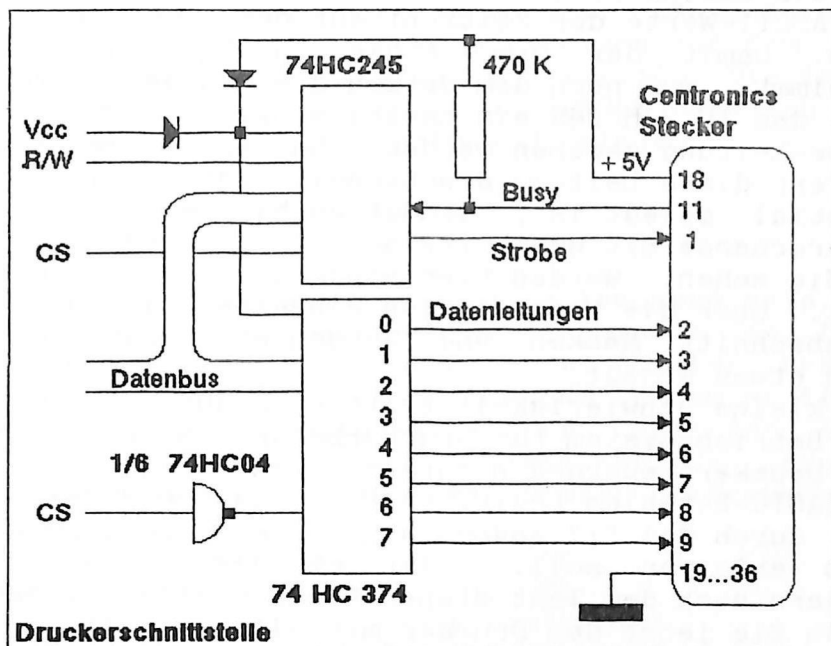 74HC245
470 K
Centronics
Stecker
Vcc
.R/W
+ 5V
18
Busy
11
CS
Strobe
1
Datenleitungen
0
2
1
3
Datenbus
2
4
3
5
4
6
1/6 74HC04
5
7
CS
6
8
7
9
19...36
74 HC 374
Druckerschnittstelle